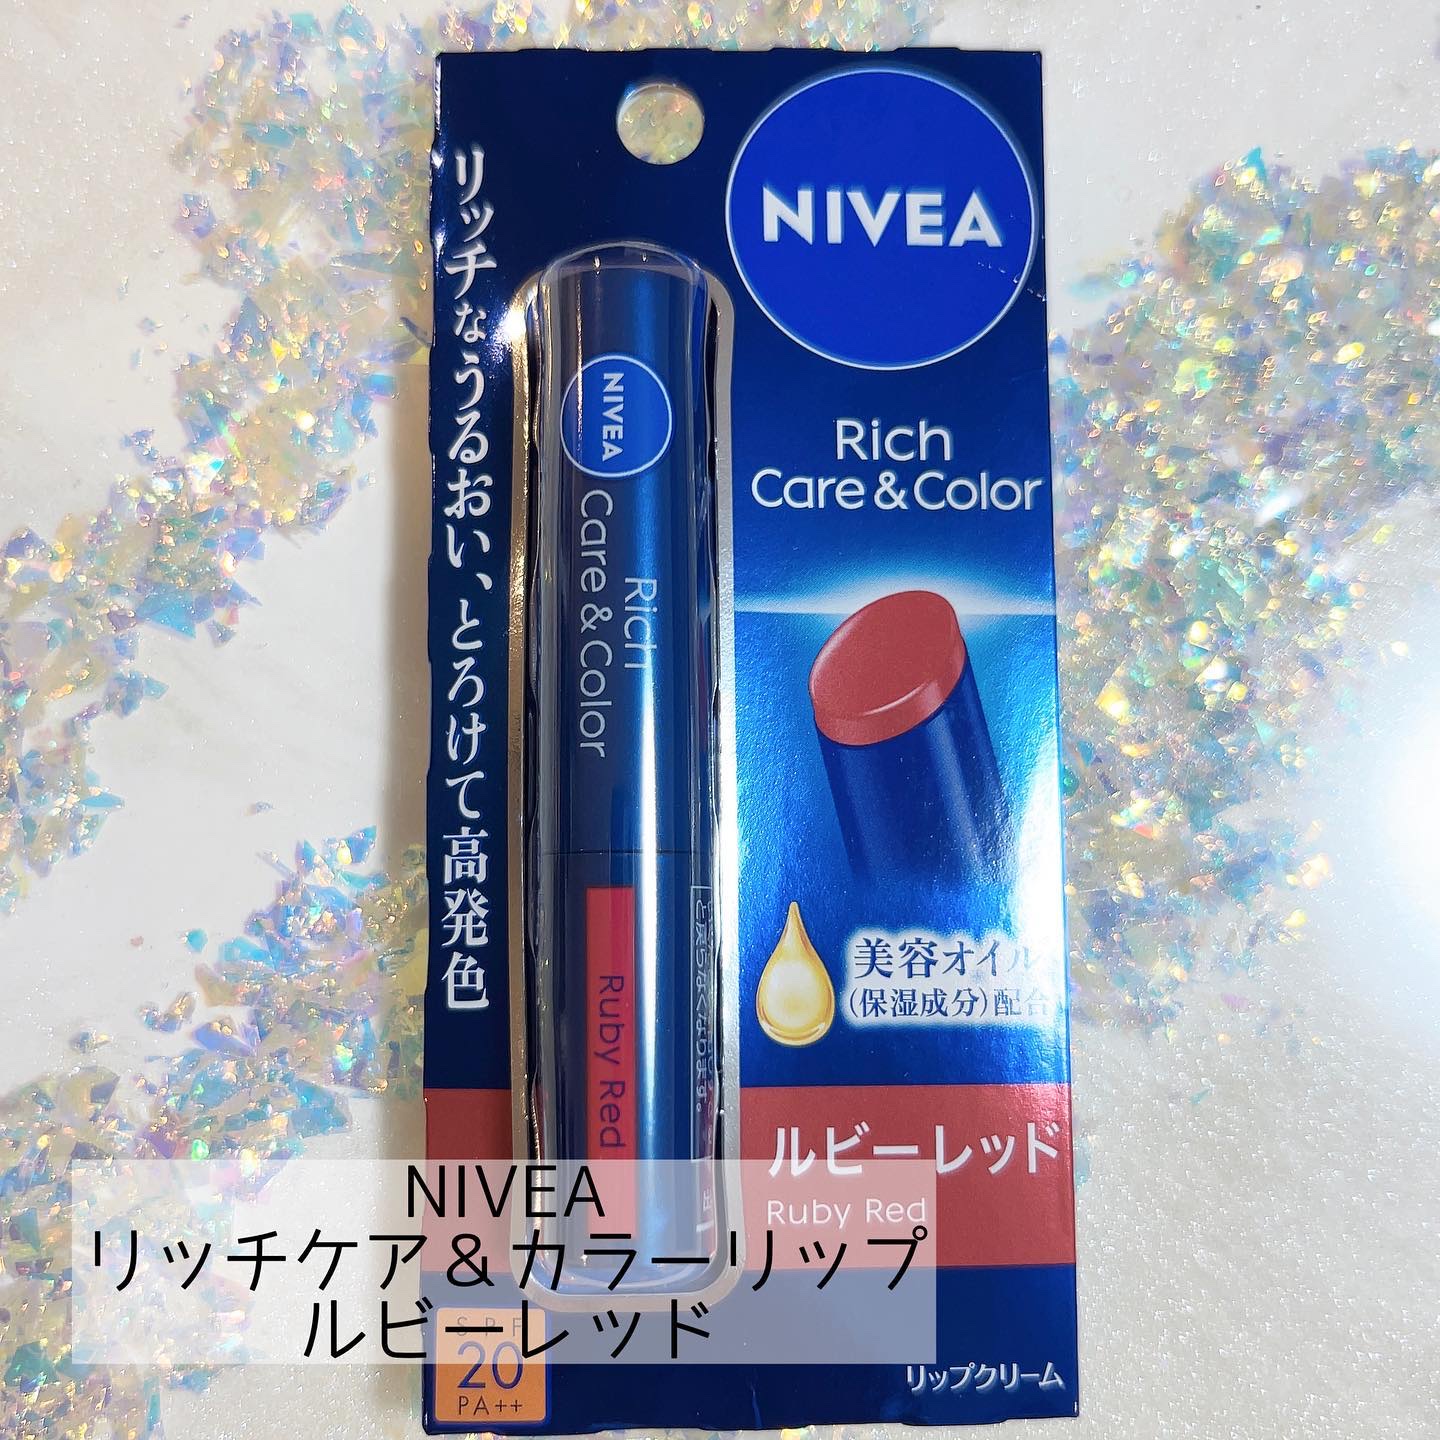 NIVEA
Rich
Care & Color
リッチなうるおい、とろけて高発色
NIVEA
Rich
Care & Color
Ruby Red
美容オイル
(保湿成分)配合
ルビーレッド
Ruby Red
NIVEA
リッチケア&カラーリップ
ルビーレッド
SPF
20
PA++
リップクリーム